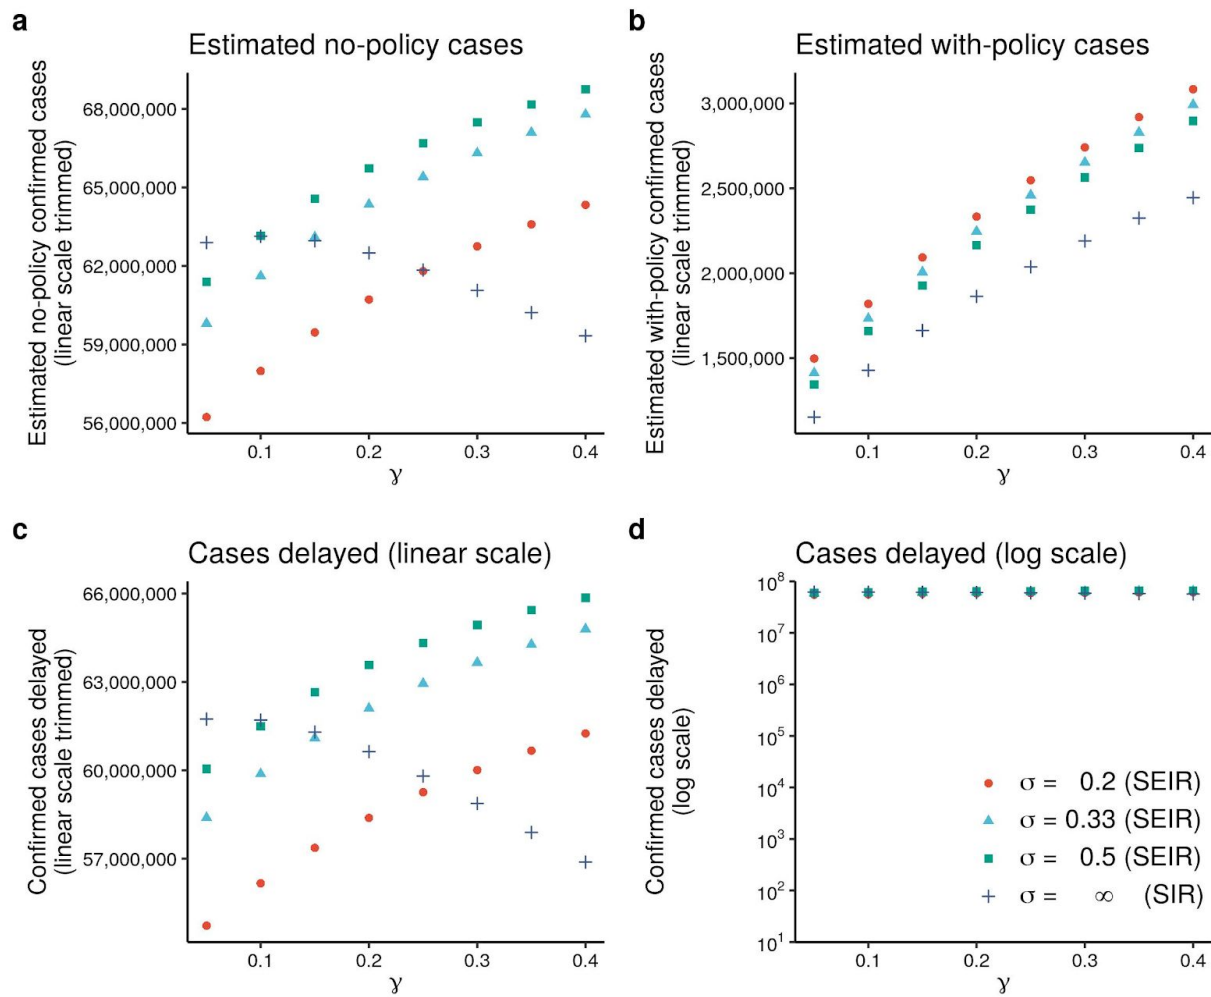 a
Estimated no-policy cases
Estimated no-policy confirmed cases
(linear scale trimmed)
68,000,000
65,000,000
62,000,000
59,000,000
56,000,000
0.1
0.2
0.3
0.4
γ
b
Estimated with-policy cases
Estimated with-policy confirmed cases
(linear scale trimmed)
3,000,000
2,500,000
2,000,000
1,500,000
0.1
0.2
0.3
0.4
γ
c
Cases delayed (linear scale)
Confirmed cases delayed
(linear scale trimmed)
66,000,000
63,000,000
60,000,000
57,000,000
0.1
0.2
0.3
0.4
γ
d
Cases delayed (log scale)
Confirmed cases delayed
(log scale)
10⁸
10⁷
10⁶
10⁵
10⁴
10³
10²
10¹
σ = 0.2 (SEIR)
σ = 0.33 (SEIR)
σ = 0.5 (SEIR)
σ = ∞ (SIR)
0.1
0.2
0.3
0.4
γ